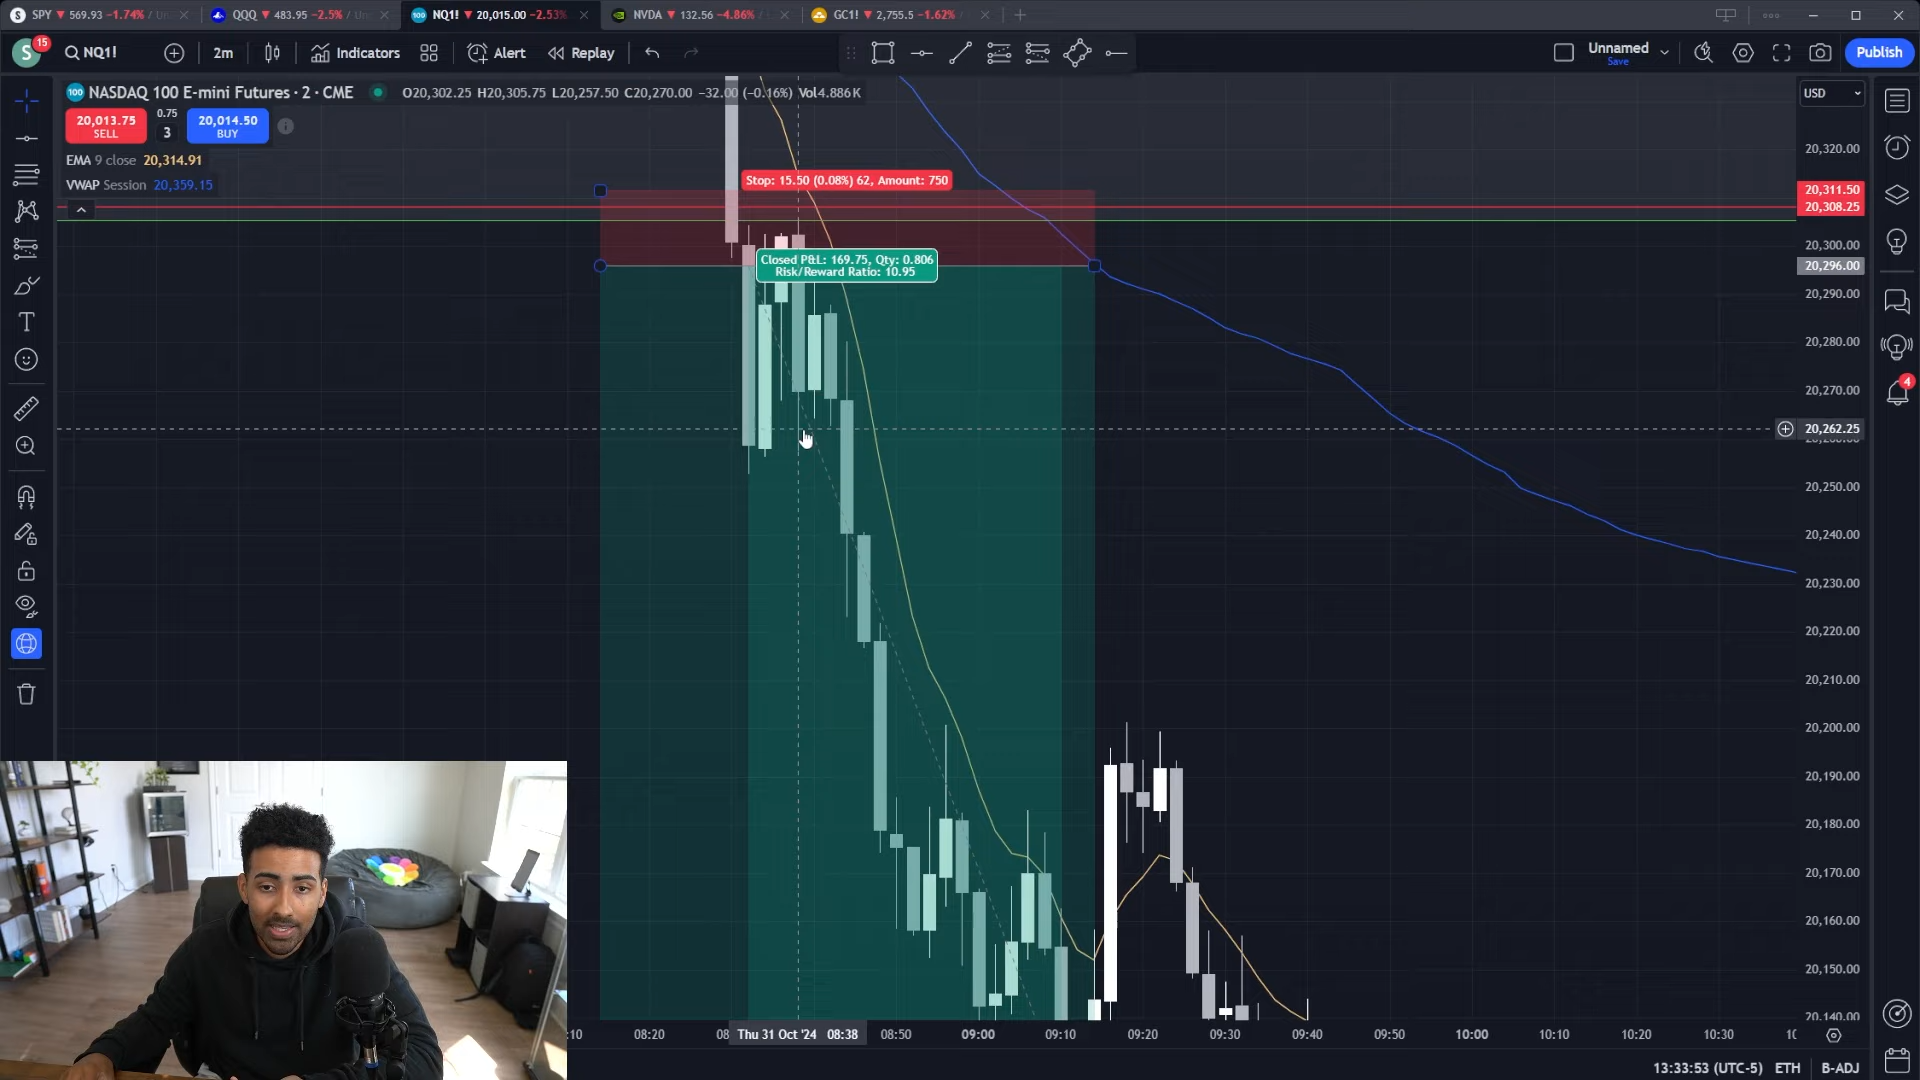 SPY ▼ 569.93 −1.74% / Un
QQQ ▼ 483.95 −2.5% / Un
NQ1! ▼ 20,015.00 −2.53%
NVDA ▼ 132.56 −4.86% /
GC1! ▼ 2,755.5 −1.62% /
S
15
NQ1!
2m
Indicators
Alert
Replay
Unnamed
Save
Publish
100 NASDAQ 100 E-mini Futures · 2 · CME
O20,302.25 H20,305.75 L20,257.50 C20,270.00 −32.00 (−0.16%) Vol4.886K
USD
20,013.75
SELL
0.75
3
20,014.50
BUY
EMA 9 close 20,314.91
VWAP Session 20,359.15
Stop: 15.50 (0.08%) 62, Amount: 750
Closed P&L: 169.75, Qty: 0.806
Risk/Reward Ratio: 10.95
20,320.00
20,311.50
20,308.25
20,300.00
20,296.00
20,290.00
20,280.00
20,270.00
20,262.25
20,250.00
20,240.00
20,230.00
20,220.00
20,210.00
20,200.00
20,190.00
20,180.00
20,170.00
20,160.00
20,150.00
20,140.00
4
:10
08:20
Thu 31 Oct '24 08:38
08:50
09:00
09:10
09:20
09:30
09:40
09:50
10:00
10:10
10:20
10:30
13:33:53 (UTC-5)
ETH
B-ADJ